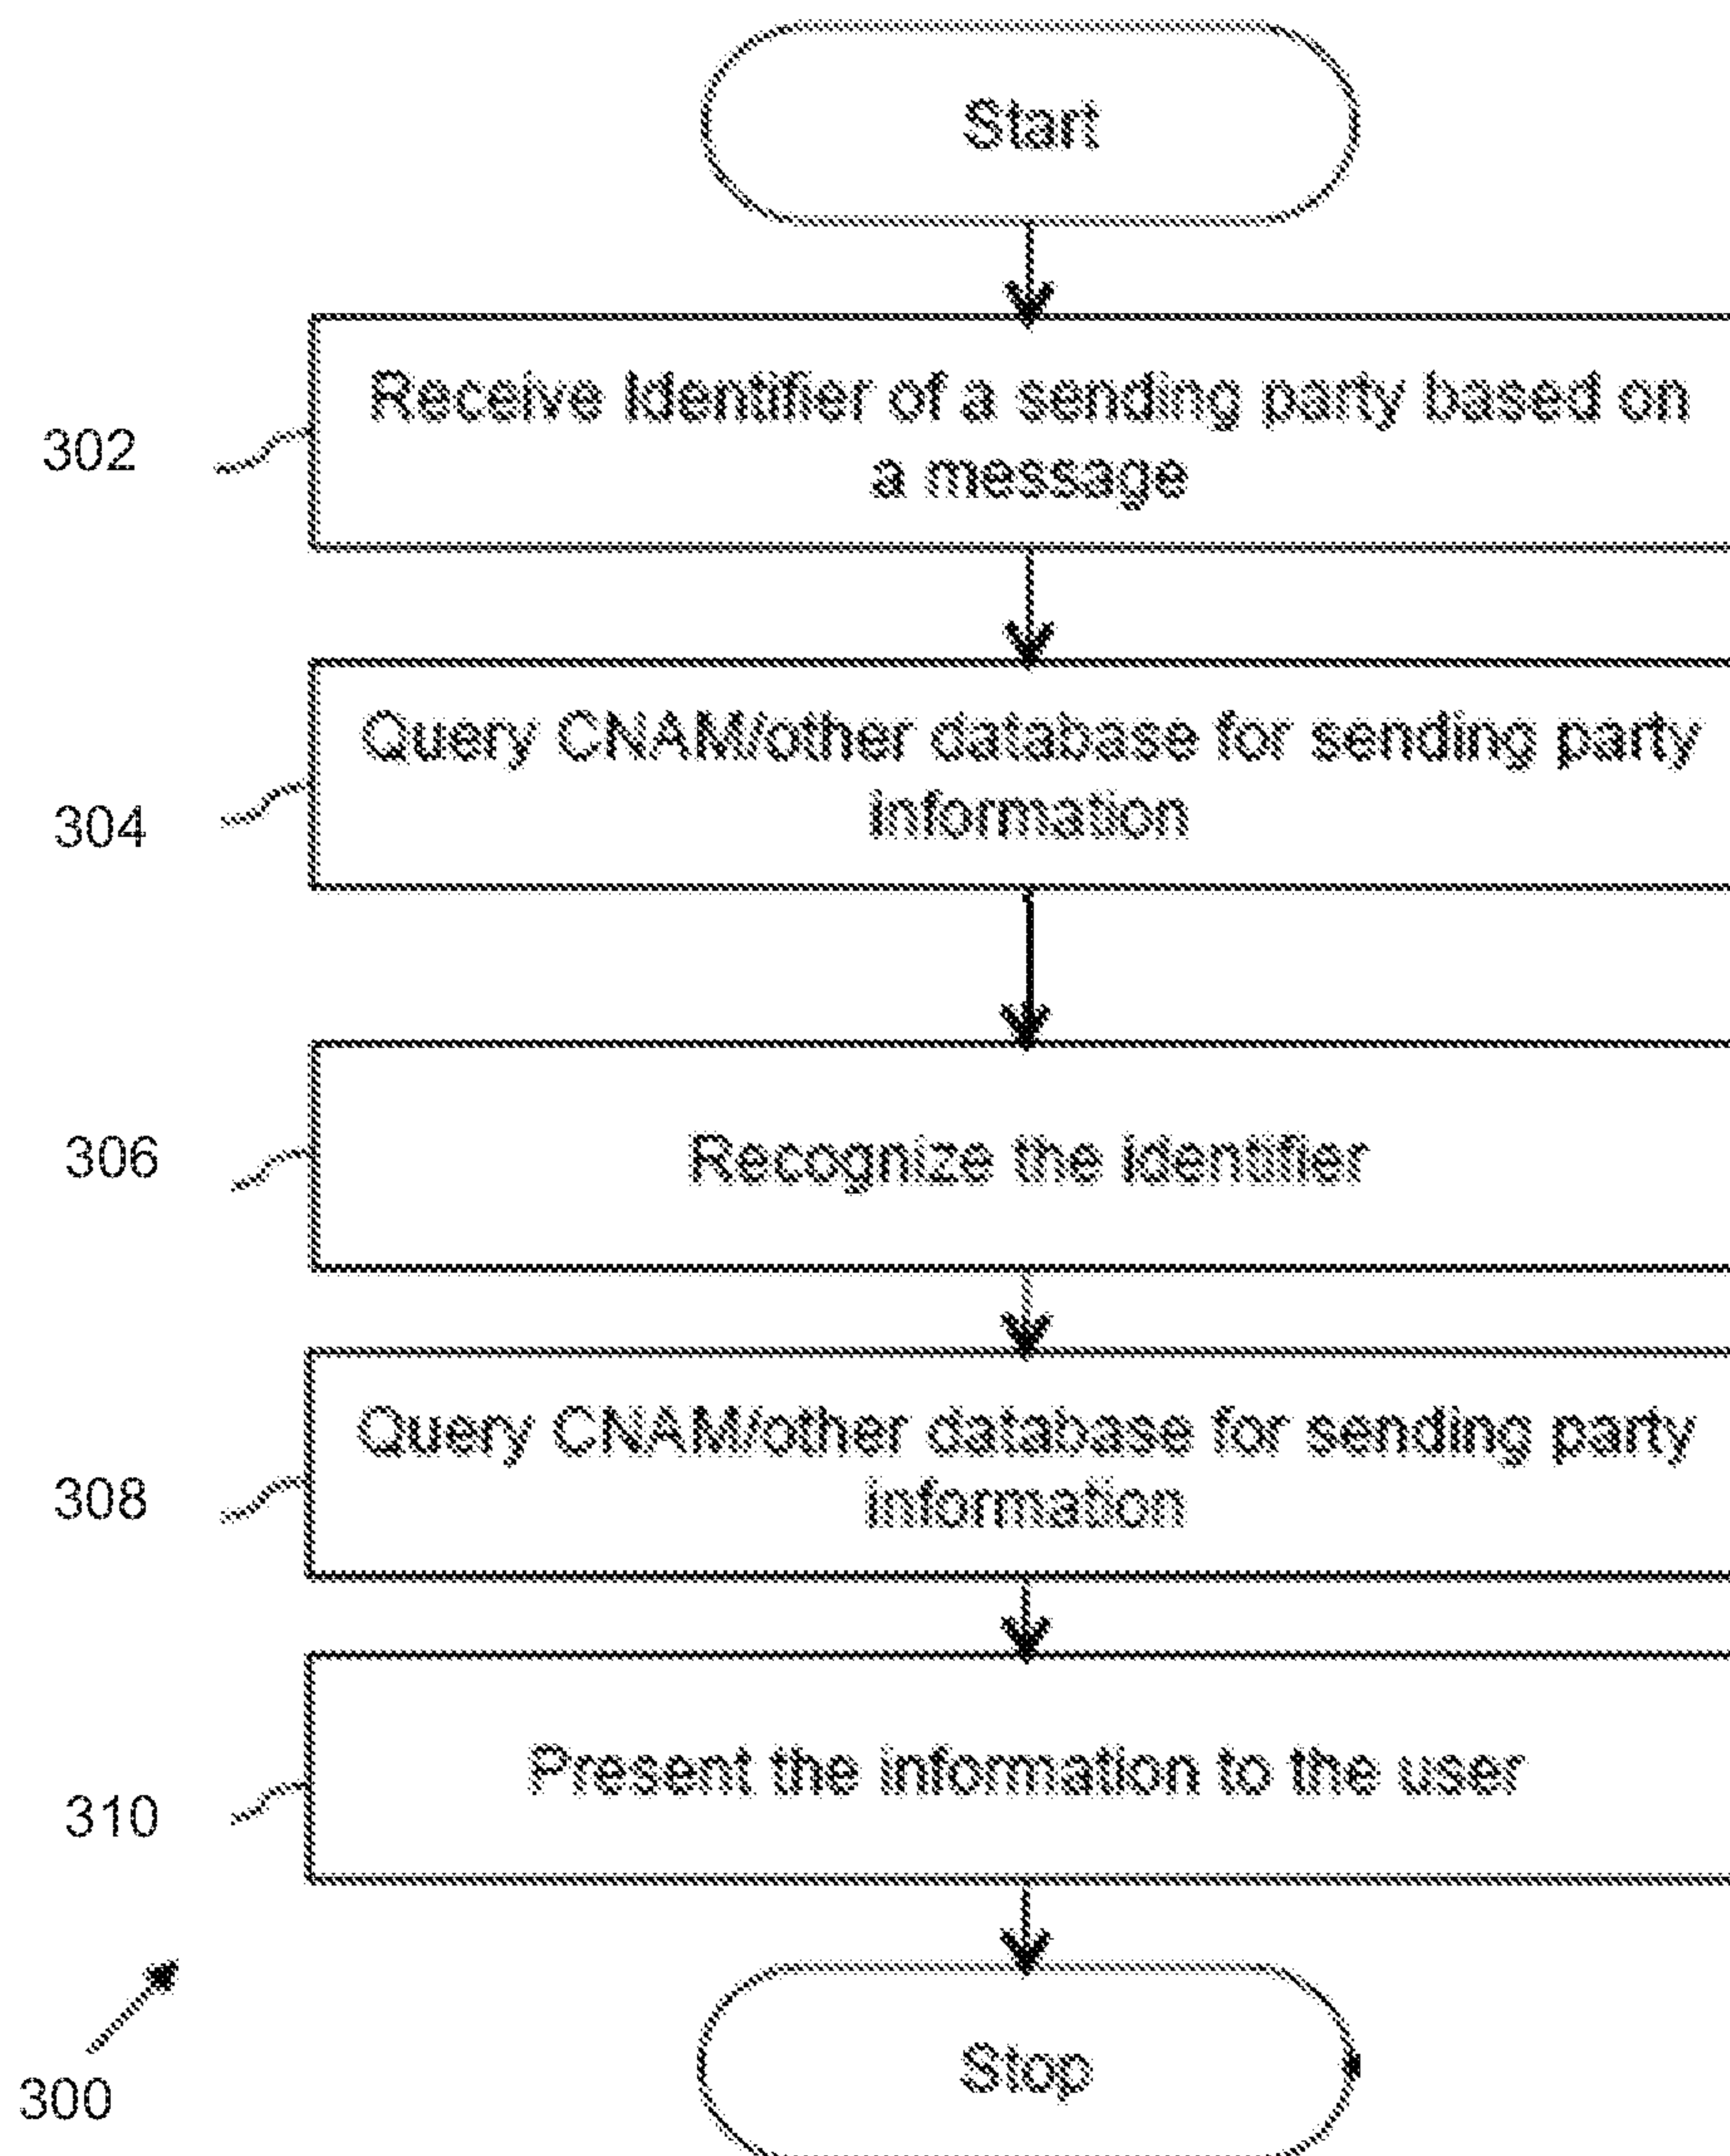 Start
302
Receive Identifier of a sending party based on
a message
304
Query CNAM/other database for sending party
information
306
Recognize the identifier
308
Query CNAM/other database for sending party
information
310
Present the information to the user
300
Stop